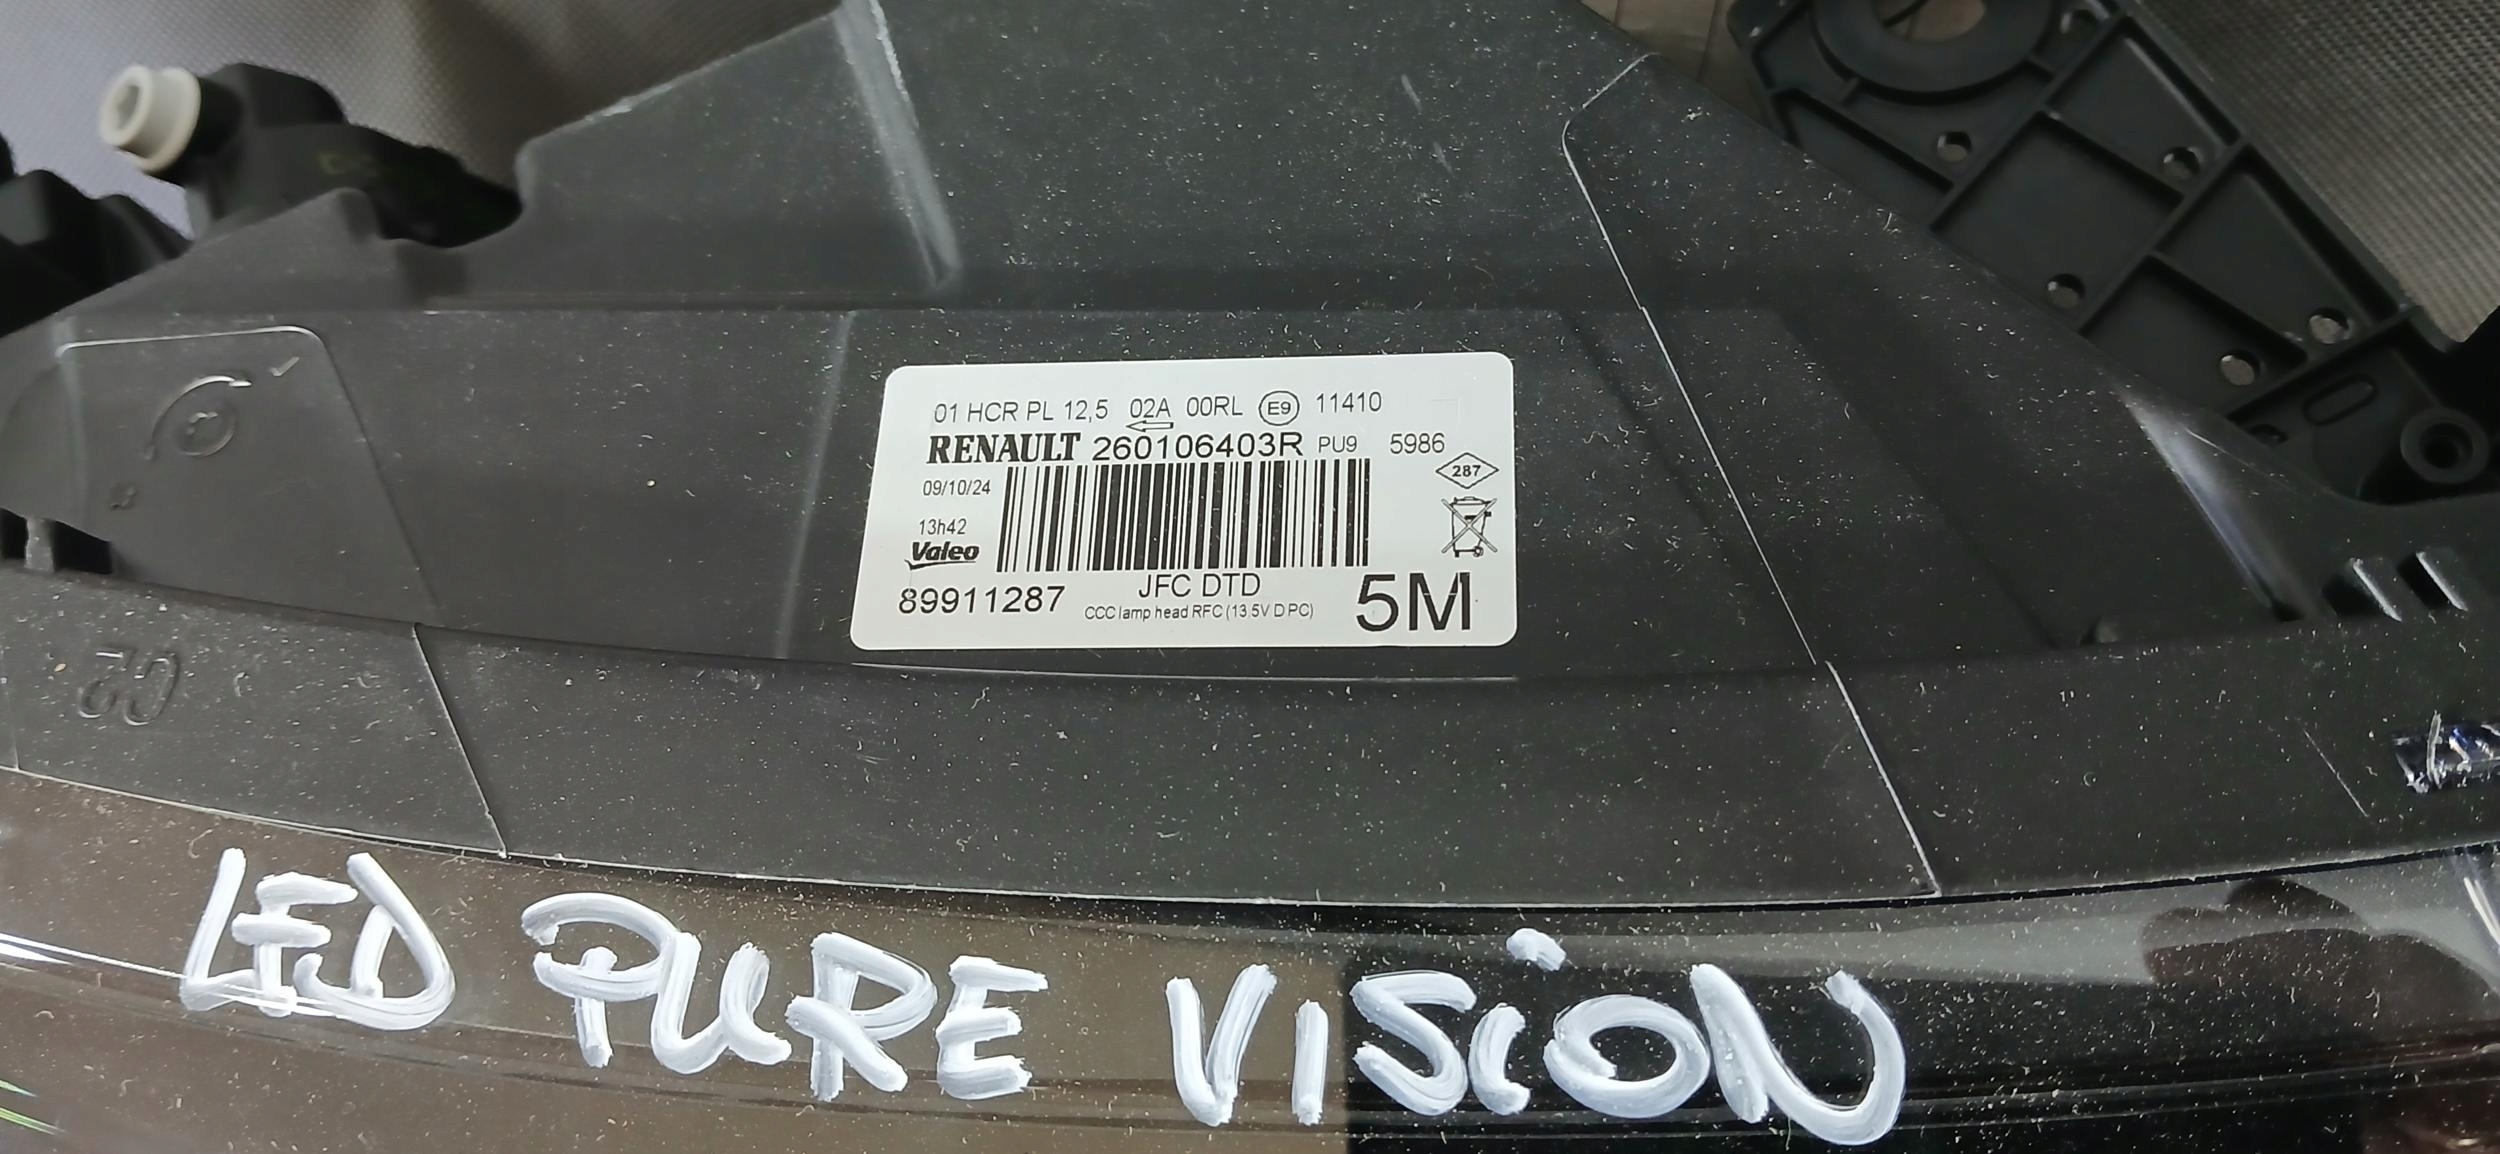 01 HCR PL 12,5 02A 00RL E9 11410
RENAULT 260106403R PU9 5986
287
09/10/24
13h42
Valeo
JFC DTD
89911287
CCC lamp head RFC (13 5V D PC)
5M
C2
LED PURE VISION